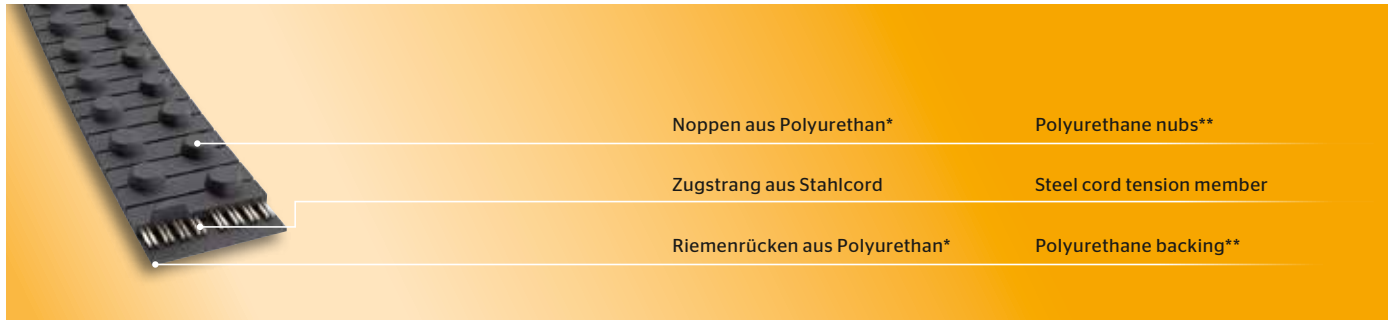 Noppen aus Polyurethan* Polyurethane nubs**
Zugstrang aus Stahlcord Steel cord tension member
Riemenrücken aus Polyurethan* Polyurethane backing**